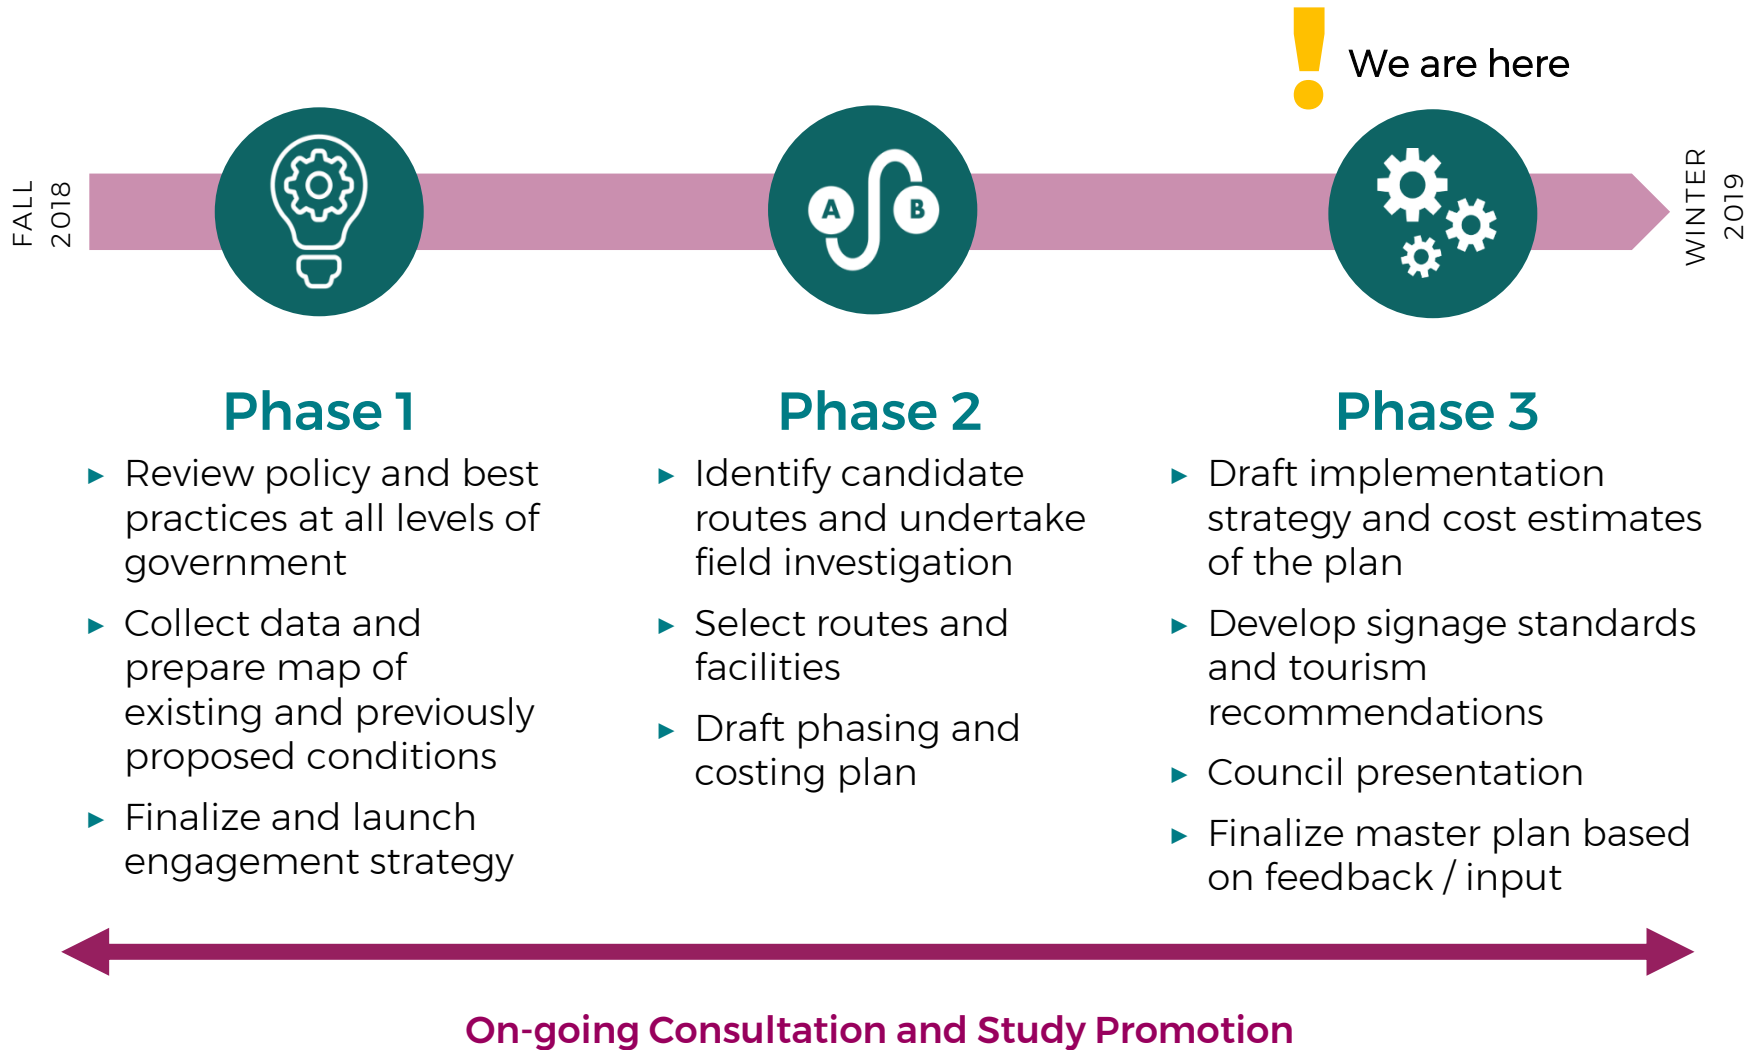 We are here
FALL
2018
A
B
WINTER
2019
Phase 1
Review policy and best
practices at all levels of
government
Collect data and
prepare map of
existing and previously
proposed conditions
Finalize and launch
engagement strategy
Phase 2
Identify candidate
routes and undertake
field investigation
Select routes and
facilities
Draft phasing and
costing plan
Phase 3
Draft implementation
strategy and cost estimates
of the plan
Develop signage standards
and tourism
recommendations
Council presentation
Finalize master plan based
on feedback / input
On-going Consultation and Study Promotion